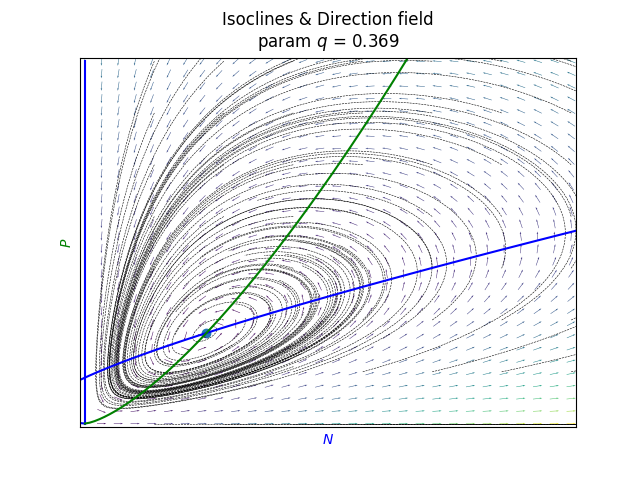 Isoclines & Direction field
param q = 0.369
P
N